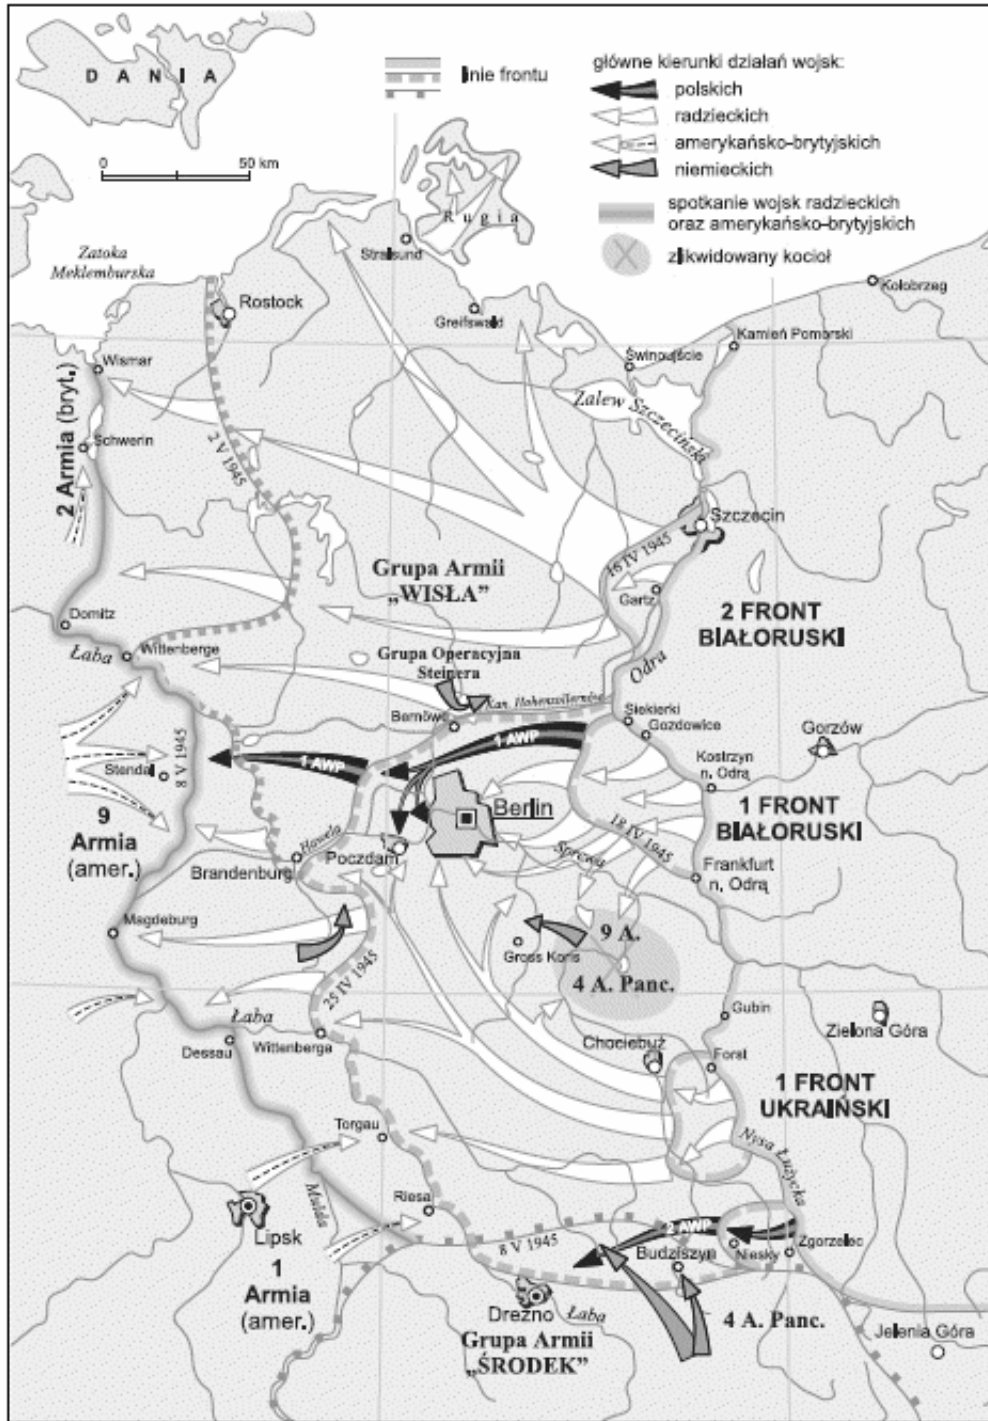 DANIA
0 50 km
linie frontu
główne kierunki działań wojsk:
polskich
radzieckich
amerykańsko-brytyjskich
niemieckich
spotkanie wojsk radzieckich
oraz amerykańsko-brytyjskich
zlikwidowany kocioł
Rugia
Stralsund
Zatoka
Meklemburska
Rostock
Greifswald
Kołobrzeg
Kamień Pomorski
Świnoujście
Wismar
Zalew Szczeciński
2 Armia (bryt.)
Schwerin
2 V 1945
Szczecin
16 IV 1945
Grupa Armii
„WISŁA”
Gartz
2 FRONT
BIAŁORUSKI
Domitz
Łaba
Wittenberge
Grupa Operacyjna
Steinera
Odra
Kan. Hohenzollernów
Siekierki
Bernöwe
Gozdowice
Gorzów
1 AWP
1 AWP
Stendal
8 V 1945
Kostrzyn
n. Odrą
Berlin
9
Armia
(amer.)
1 FRONT
BIAŁORUSKI
18 IV 1945
Hawela
Poczdam
Sprewa
Brandenburg
Frankfurt
n. Odrą
Magdeburg
9 A.
Gross Koris
4 A. Panc.
25 IV 1945
Gubin
Łaba
Zielona Góra
Dessau
Wittenberga
Chociebuż
Forst
1 FRONT
UKRAIŃSKI
Torgau
Nysa Łużycka
Mulda
Riesa
Lipsk
2 AWP
8 V 1945
Budziszyn
Niesky
Zgorzelec
1
Armia
(amer.)
Drezno
Łaba
4 A. Panc.
Jelenia Góra
Grupa Armii
„ŚRODEK”